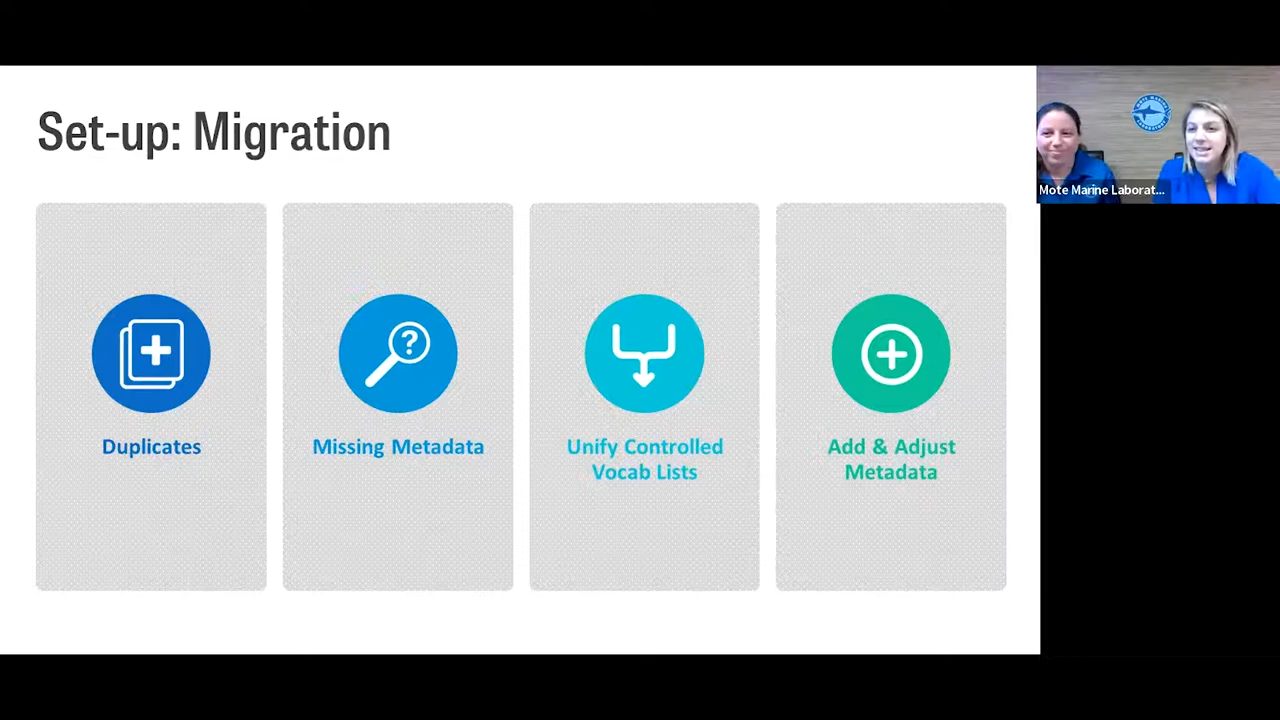 Set-up: Migration
Mote Marine Laborat...
Duplicates
Missing Metadata
Unify Controlled
Vocab Lists
Add & Adjust
Metadata